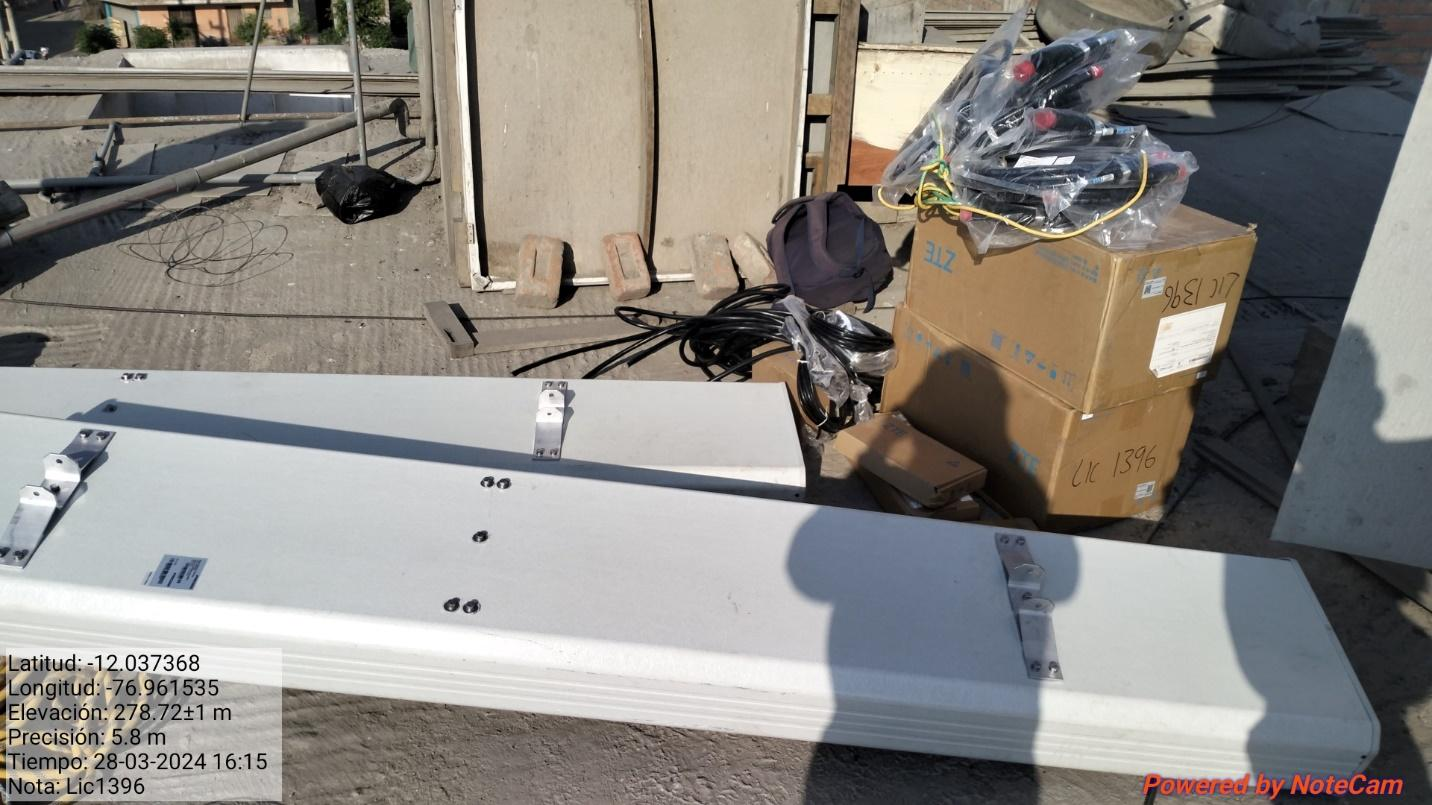 ZTE
LIC 1396
ZTE
LIC 1396
Latitud: -12.037368
Longitud: -76.961535
Elevación: 278.72±1 m
Precisión: 5.8 m
Tiempo: 28-03-2024 16:15
Nota: Lic1396
Powered by NoteCam